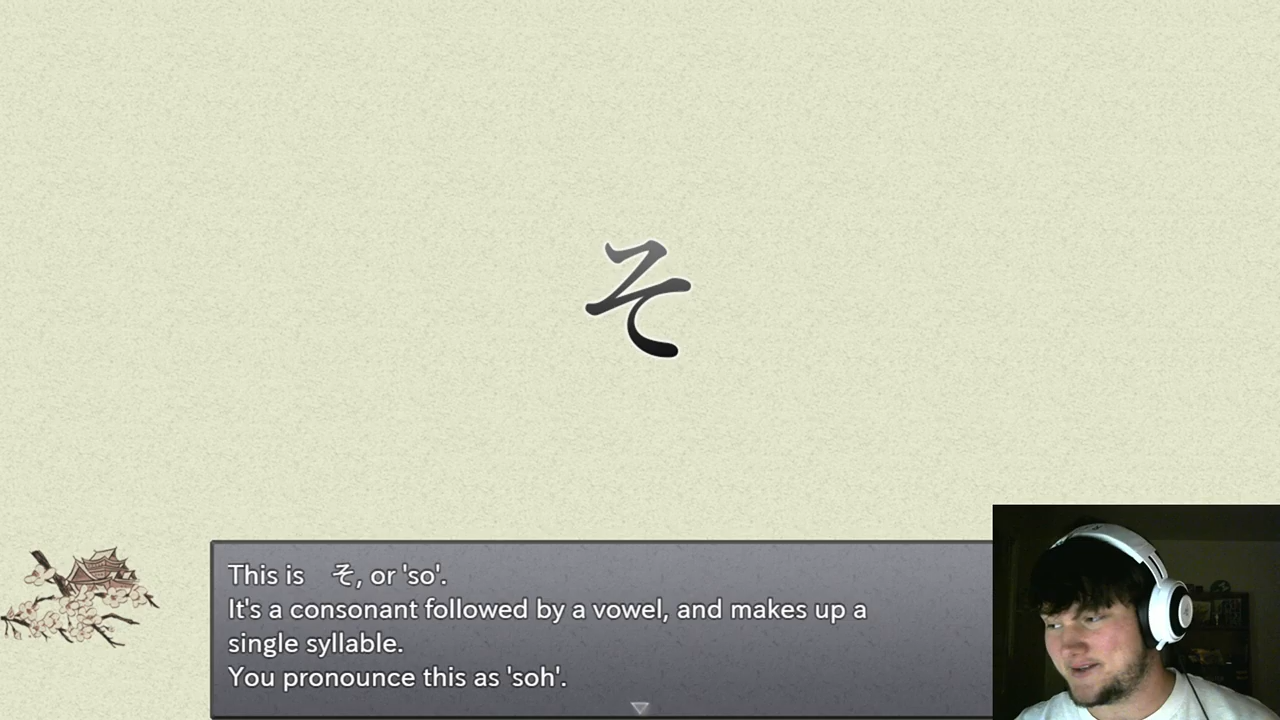 そ
This is そ, or 'so'.
It's a consonant followed by a vowel, and makes up a
single syllable.
You pronounce this as 'soh'.